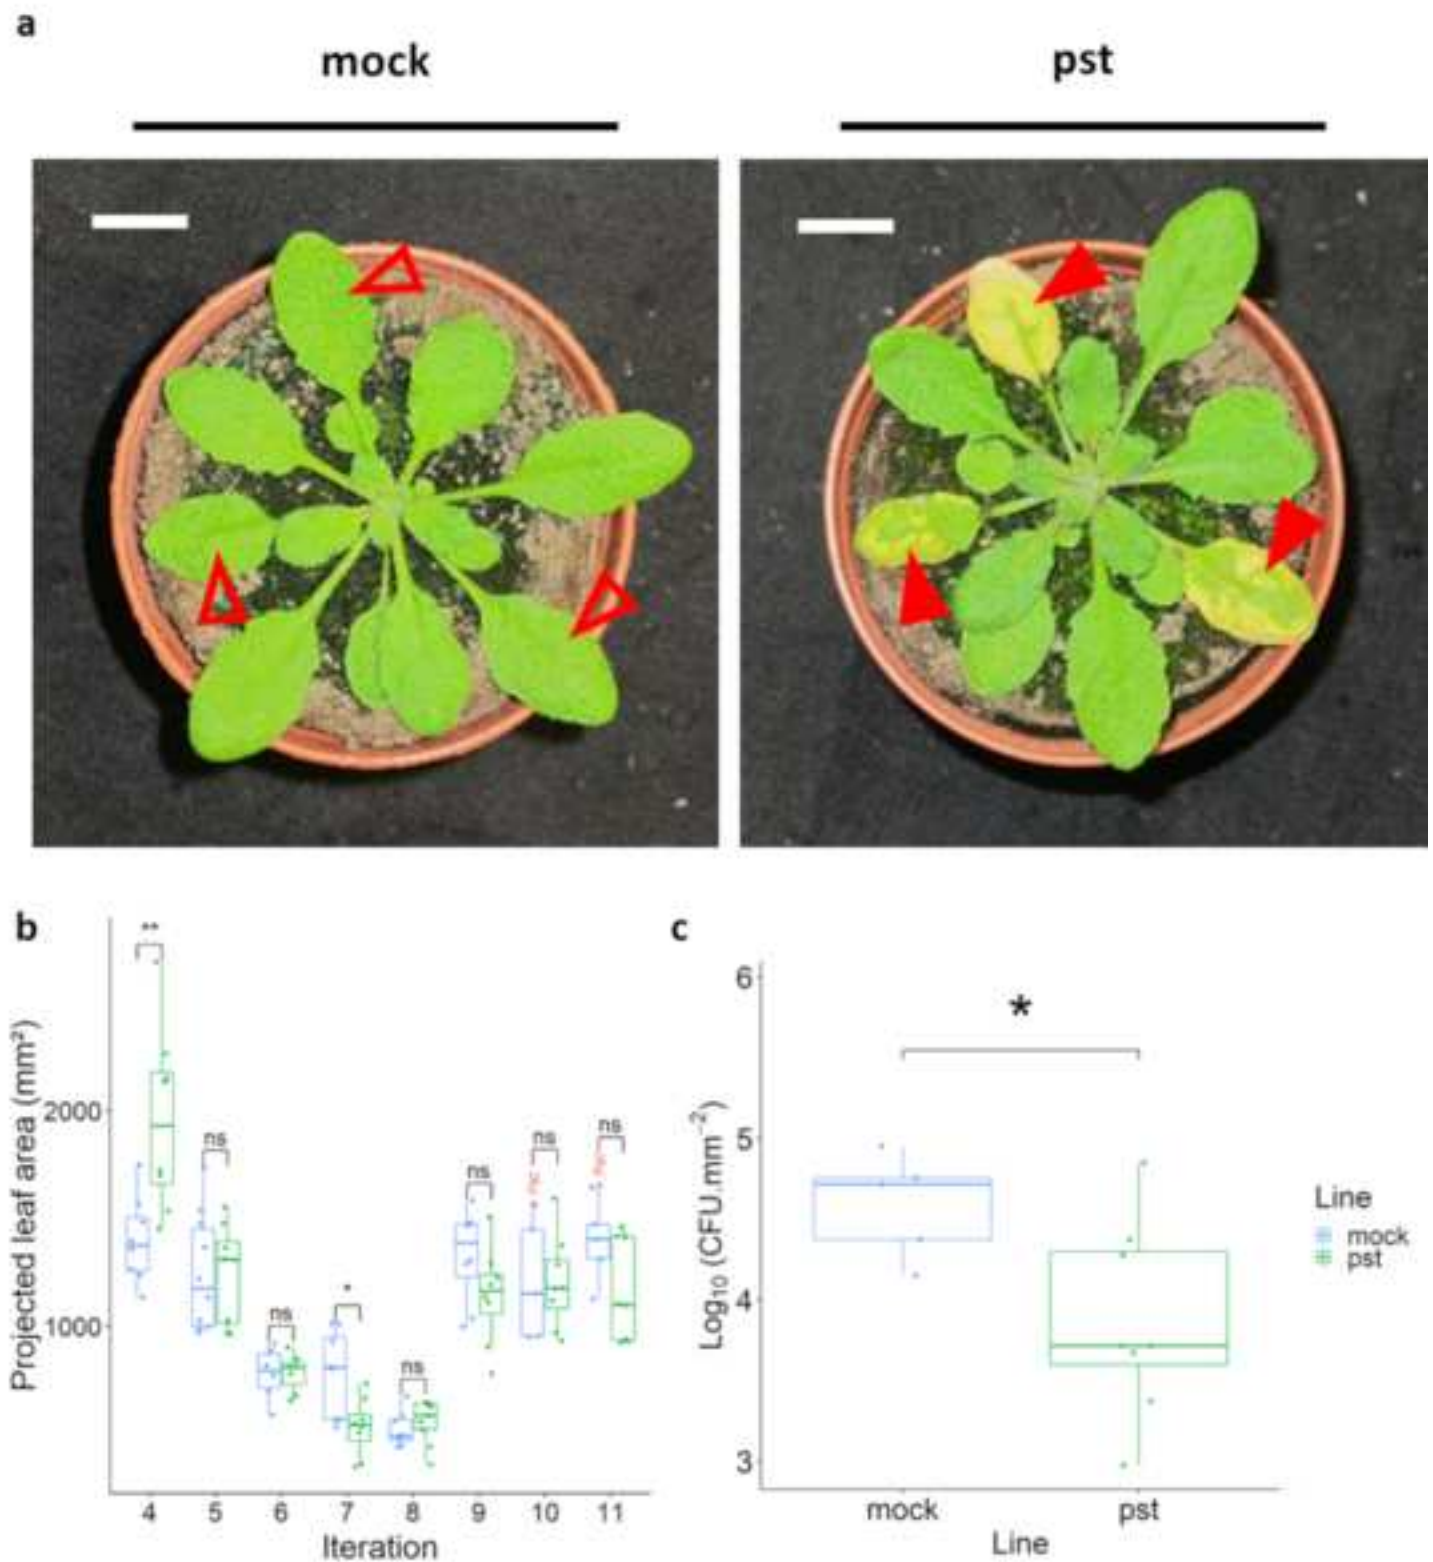 a
mock
pst
b
**
Projected leaf area (mm²)
2000
1000
ns
ns
*
ns
ns
ns
ns
4 5 6 7 8 9 10 11
Iteration
c
*
Log₁₀ (CFU.mm⁻²)
6
5
4
3
mock pst
Line
Line
mock
pst